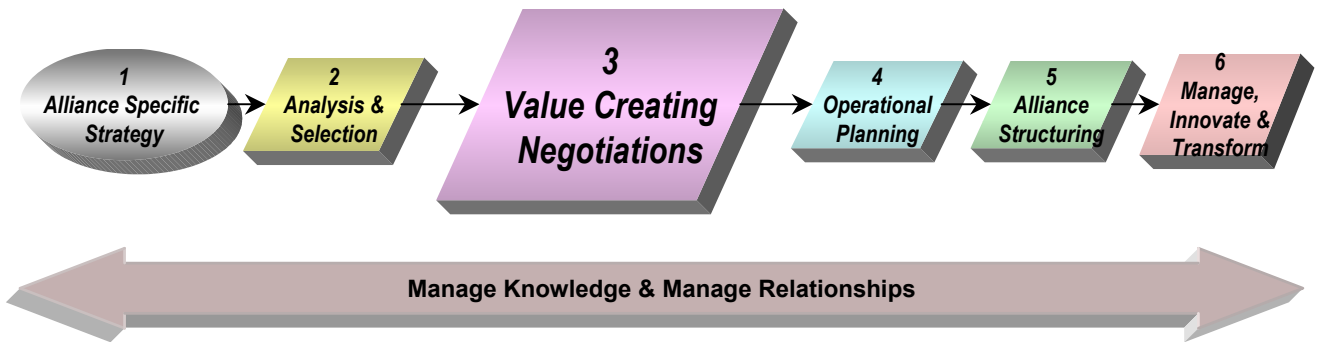 1
Alliance Specific
Strategy
2
Analysis &
Selection
3
Value Creating
Negotiations
4
Operational
Planning
5
Alliance
Structuring
6
Manage,
Innovate &
Transform
Manage Knowledge & Manage Relationships